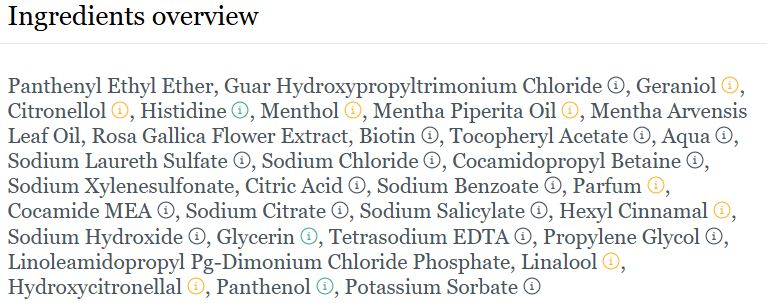 Ingredients overview
Panthenyl Ethyl Ether, Guar Hydroxypropyltrimonium Chloride ⓘ, Geraniol ⓘ,
Citronellol ⓘ, Histidine ⓘ, Menthol ⓘ, Mentha Piperita Oil ⓘ, Mentha Arvensis
Leaf Oil, Rosa Gallica Flower Extract, Biotin ⓘ, Tocopheryl Acetate ⓘ, Aqua ⓘ,
Sodium Laureth Sulfate ⓘ, Sodium Chloride ⓘ, Cocamidopropyl Betaine ⓘ,
Sodium Xylenesulfonate, Citric Acid ⓘ, Sodium Benzoate ⓘ, Parfum ⓘ,
Cocamide MEA ⓘ, Sodium Citrate ⓘ, Sodium Salicylate ⓘ, Hexyl Cinnamal ⓘ,
Sodium Hydroxide ⓘ, Glycerin ⓘ, Tetrasodium EDTA ⓘ, Propylene Glycol ⓘ,
Linoleamidopropyl Pg-Dimonium Chloride Phosphate, Linalool ⓘ,
Hydroxycitronellal ⓘ, Panthenol ⓘ, Potassium Sorbate ⓘ